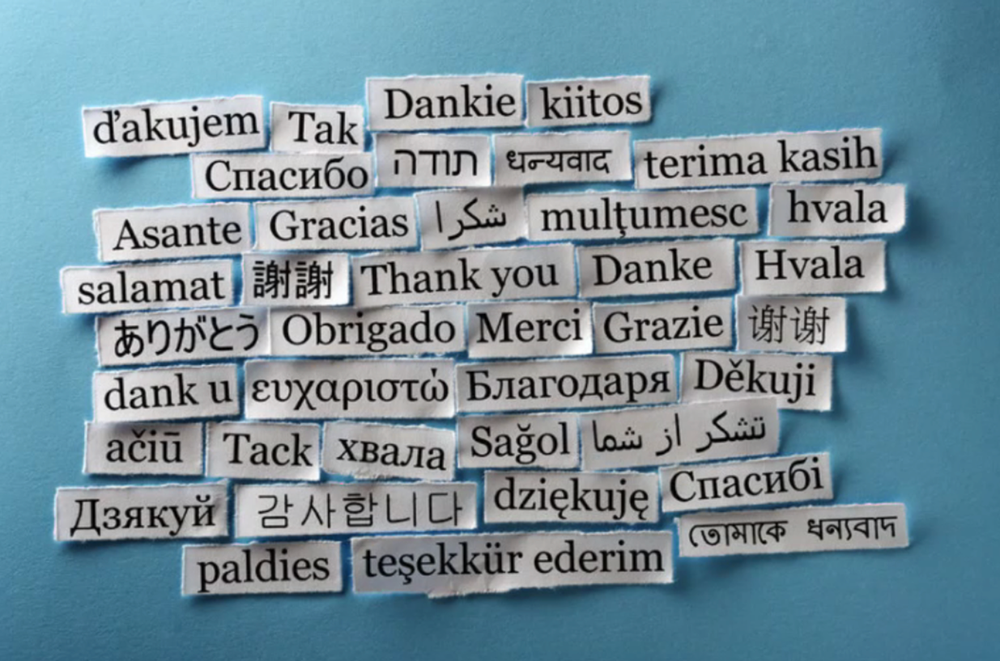 ďakujem Tak Dankie kiitos
Спасибо תודה धन्यवाद terima kasih
Asante Gracias شكرا mulţumesc hvala
salamat 謝謝 Thank you Danke Hvala
ありがとう Obrigado Merci Grazie 谢谢
dank u ευχαριστώ Благодаря Děkuji
ačiū Tack хвала Sağol تشکر از شما
Дзякуй 감사합니다 dziękuję Спасибі
paldies teşekkür ederim তোমাকে ধন্যবাদ